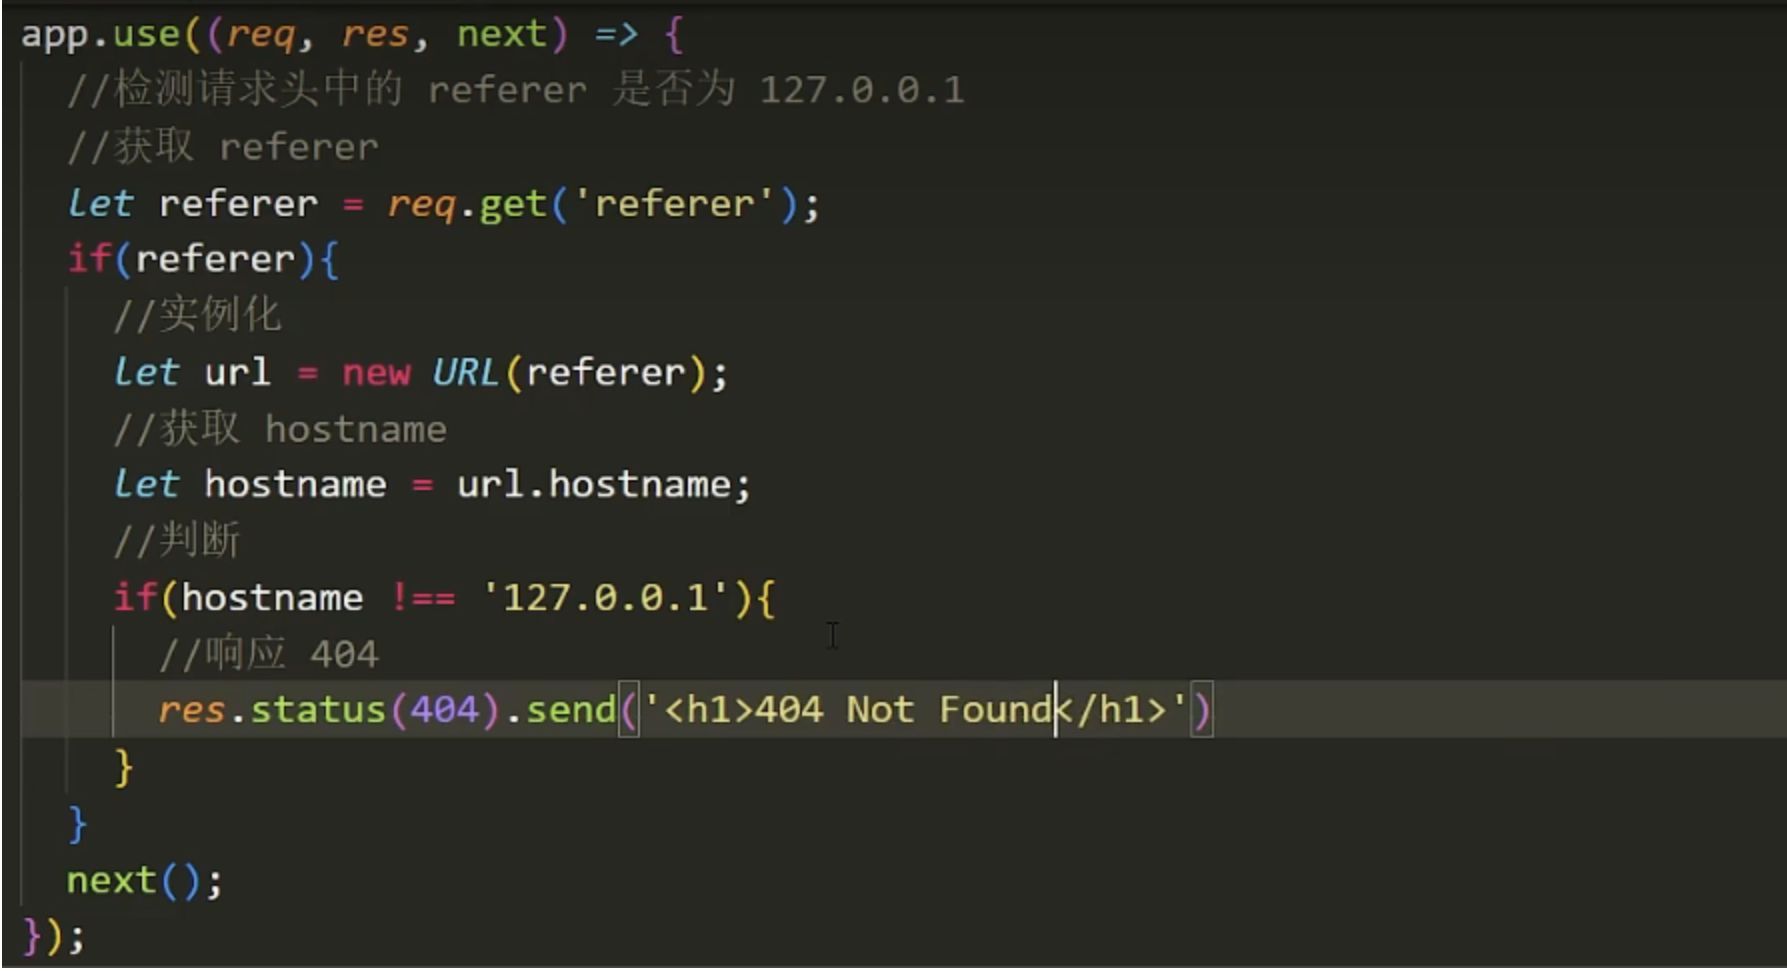 app.use((req, res, next) => {
//检测请求头中的 referer 是否为 127.0.0.1
//获取 referer
let referer = req.get('referer');
if(referer){
//实例化
let url = new URL(referer);
//获取 hostname
let hostname = url.hostname;
//判断
if(hostname !== '127.0.0.1'){
//响应 404
res.status(404).send('<h1>404 Not Found</h1>')
}
}
next();
});